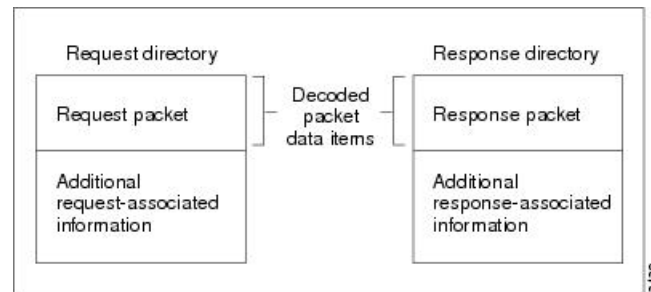 Request directory
Response directory
Request packet
Decoded
packet
data items
Response packet
Additional
request-associated
information
Additional
response-associated
information